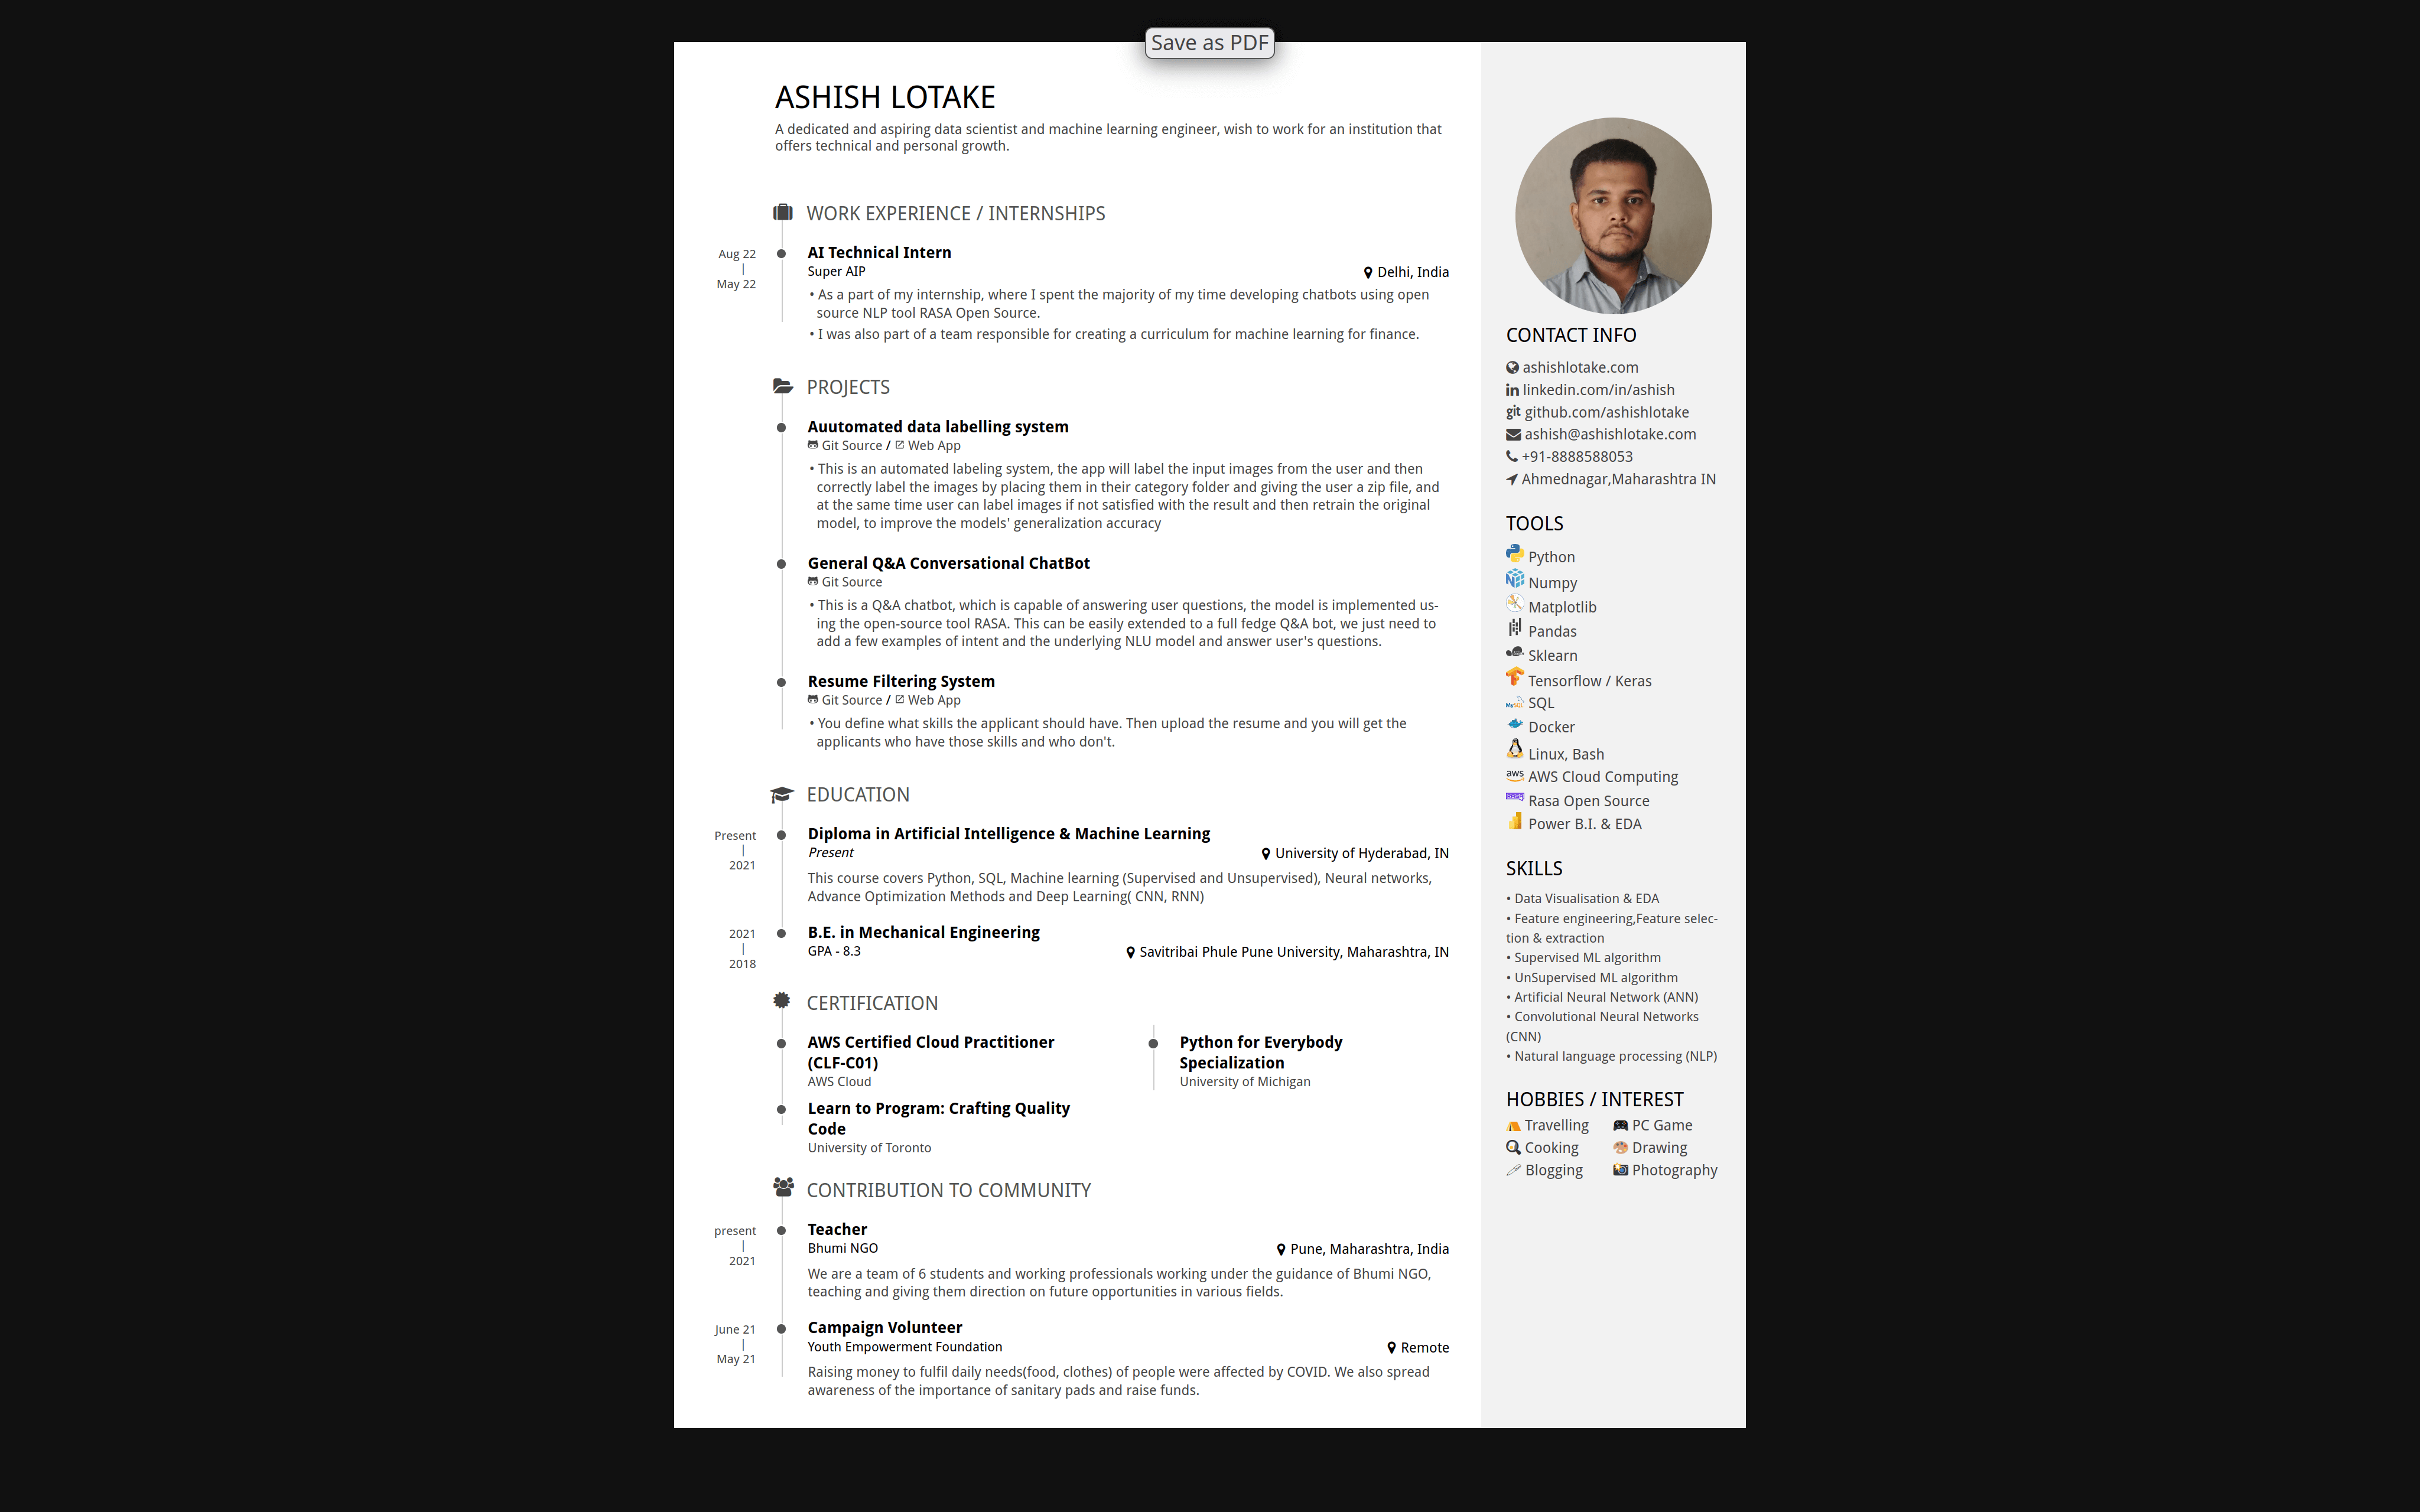 Save as PDF
ASHISH LOTAKE
A dedicated and aspiring data scientist and machine learning engineer, wish to work for an institution that
offers technical and personal growth.
WORK EXPERIENCE / INTERNSHIPS
Aug 22
|
May 22
AI Technical Intern
Super AIP
Delhi, India
• As a part of my internship, where I spent the majority of my time developing chatbots using open
source NLP tool RASA Open Source.
• I was also part of a team responsible for creating a curriculum for machine learning for finance.
PROJECTS
Auutomated data labelling system
Git Source / Web App
• This is an automated labeling system, the app will label the input images from the user and then
correctly label the images by placing them in their category folder and giving the user a zip file, and
at the same time user can label images if not satisfied with the result and then retrain the original
model, to improve the models' generalization accuracy
General Q&A Conversational ChatBot
Git Source
• This is a Q&A chatbot, which is capable of answering user questions, the model is implemented us-
ing the open-source tool RASA. This can be easily extended to a full fedge Q&A bot, we just need to
add a few examples of intent and the underlying NLU model and answer user's questions.
Resume Filtering System
Git Source / Web App
• You define what skills the applicant should have. Then upload the resume and you will get the
applicants who have those skills and who don't.
EDUCATION
Present
|
2021
Diploma in Artificial Intelligence & Machine Learning
Present
University of Hyderabad, IN
This course covers Python, SQL, Machine learning (Supervised and Unsupervised), Neural networks,
Advance Optimization Methods and Deep Learning( CNN, RNN)
2021
|
2018
B.E. in Mechanical Engineering
GPA - 8.3
Savitribai Phule Pune University, Maharashtra, IN
CERTIFICATION
AWS Certified Cloud Practitioner
(CLF-C01)
AWS Cloud
Python for Everybody
Specialization
University of Michigan
Learn to Program: Crafting Quality
Code
University of Toronto
CONTRIBUTION TO COMMUNITY
present
|
2021
Teacher
Bhumi NGO
Pune, Maharashtra, India
We are a team of 6 students and working professionals working under the guidance of Bhumi NGO,
teaching and giving them direction on future opportunities in various fields.
June 21
|
May 21
Campaign Volunteer
Youth Empowerment Foundation
Remote
Raising money to fulfil daily needs(food, clothes) of people were affected by COVID. We also spread
awareness of the importance of sanitary pads and raise funds.
CONTACT INFO
ashishlotake.com
in linkedin.com/in/ashish
git github.com/ashishlotake
ashish@ashishlotake.com
+91-8888588053
Ahmednagar,Maharashtra IN
TOOLS
Python
Numpy
Matplotlib
Pandas
Sklearn
Tensorflow / Keras
MySQL SQL
Docker
Linux, Bash
aws AWS Cloud Computing
RASA Rasa Open Source
Power B.I. & EDA
SKILLS
• Data Visualisation & EDA
• Feature engineering,Feature selec-
tion & extraction
• Supervised ML algorithm
• UnSupervised ML algorithm
• Artificial Neural Network (ANN)
• Convolutional Neural Networks
(CNN)
• Natural language processing (NLP)
HOBBIES / INTEREST
Travelling
PC Game
Cooking
Drawing
Blogging
Photography